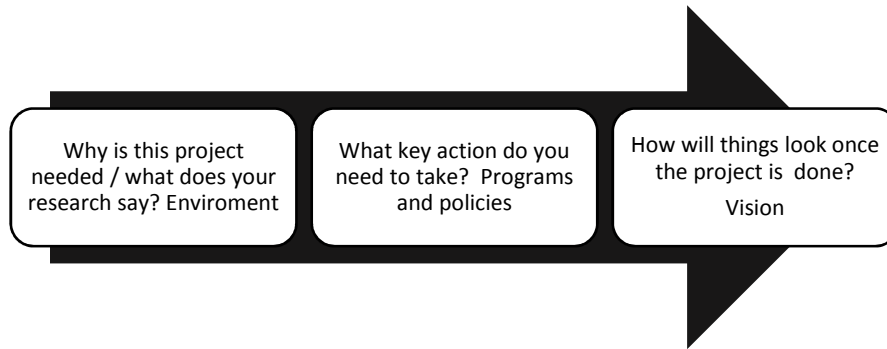 Why is this project
needed / what does your
research say? Enviroment
What key action do you
need to take?  Programs
and policies
How will things look once
the project is  done?
Vision